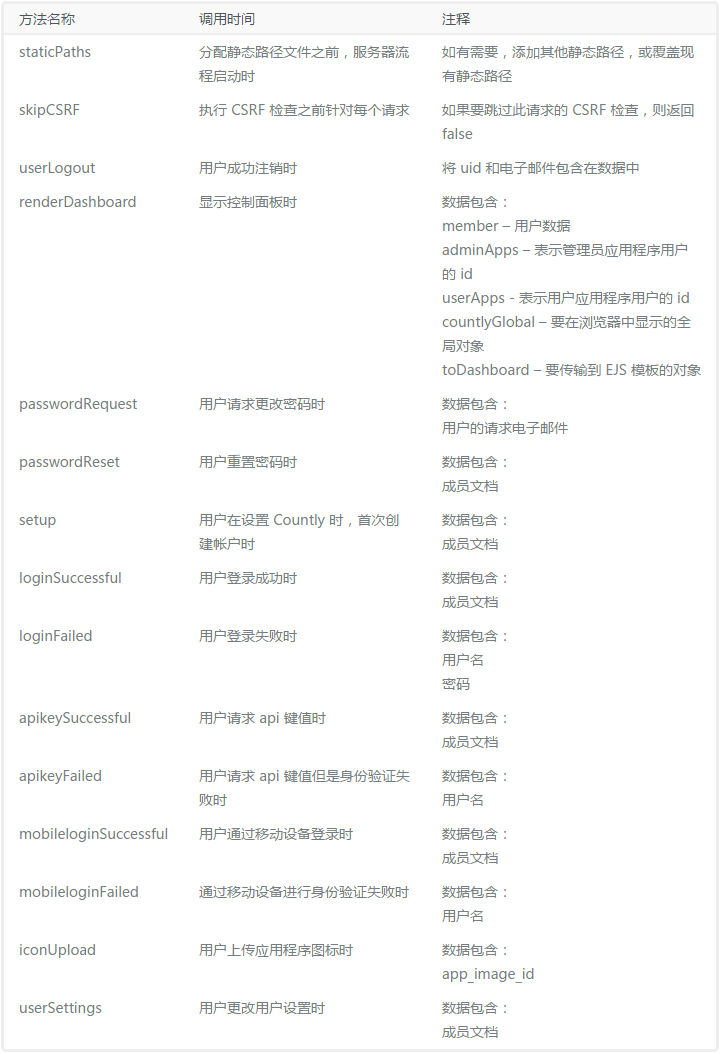 方法名称 调用时间 注释
staticPaths 分配静态路径文件之前，服务器流 如有需要，添加其他静态路径，或覆盖现
程启动时 有静态路径
skipCSRF 执行 CSRF 检查之前针对每个请求 如果要跳过此请求的 CSRF 检查，则返回
false
userLogout 用户成功注销时 将 uid 和电子邮件包含在数据中
renderDashboard 显示控制面板时 数据包含：
member – 用户数据
adminApps – 表示管理员应用程序用户
的 id
userApps - 表示用户应用程序用户的 id
countlyGlobal – 要在浏览器中显示的全
局对象
toDashboard – 要传输到 EJS 模板的对象
passwordRequest 用户请求更改密码时 数据包含：
用户的请求电子邮件
passwordReset 用户重置密码时 数据包含：
成员文档
setup 用户在设置 Countly 时，首次创 数据包含：
建帐户时 成员文档
loginSuccessful 用户登录成功时 数据包含：
成员文档
loginFailed 用户登录失败时 数据包含：
用户名
密码
apikeySuccessful 用户请求 api 键值时 数据包含：
成员文档
apikeyFailed 用户请求 api 键值但是身份验证失 数据包含：
败时 用户名
mobileloginSuccessful 用户通过移动设备登录时 数据包含：
成员文档
mobileloginFailed 通过移动设备进行身份验证失败时 数据包含：
用户名
iconUpload 用户上传应用程序图标时 数据包含：
app_image_id
userSettings 用户更改用户设置时 数据包含：
成员文档